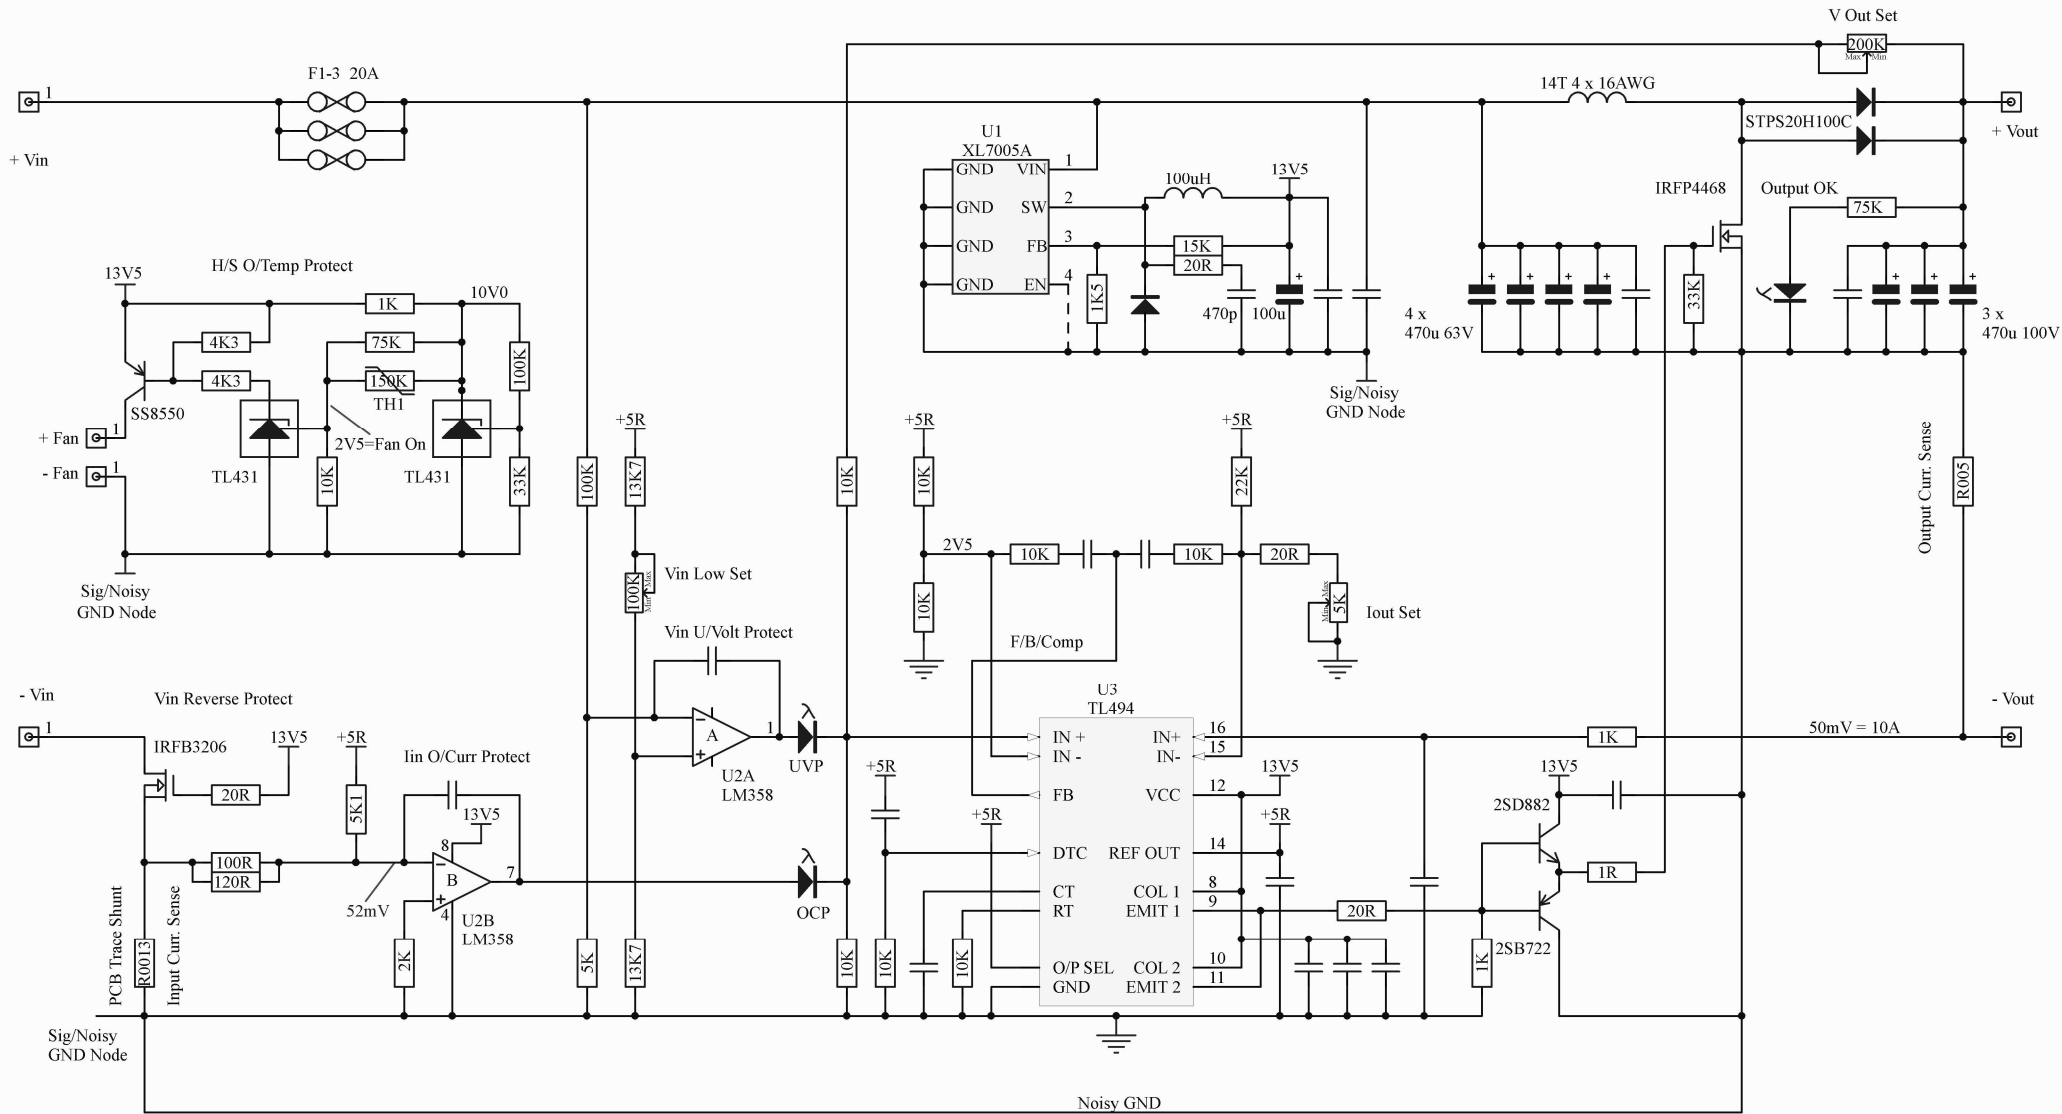 V Out Set
200K
Max Min
F1-3 20A
14T 4 x 16AWG
1
+ Vin
STPS20H100C
+ Vout
U1
XL7005A
GND VIN 1
GND SW 2
GND FB 3
GND EN 4
100uH
13V5
15K
20R
1K5
470p
100u
Sig/Noisy
GND Node
IRFP4468
Output OK
75K
33K
4 x
470u 63V
3 x
470u 100V
+
+
+
+
+
+
+
+
H/S O/Temp Protect
13V5
1K
10V0
4K3
75K
4K3
150K
TH1
100K
SS8550
+ Fan 1
- Fan 1
2V5=Fan On
TL431
10K
TL431
33K
Sig/Noisy
GND Node
+5R
100K
13K7
10K
+5R
10K
+5R
22K
Output Curr. Sense
R005
2V5
10K
10K
20R
100K
Min Max
Vin Low Set
10K
Min Max
5K
Iout Set
Vin U/Volt Protect
F/B/Comp
- Vin
1
Vin Reverse Protect
IRFB3206
13V5
20R
+5R
5K1
Iin O/Curr Protect
13V5
8
100R
120R
-
B
+
7
4
52mV
U2B
LM358
2K
PCB Trace Shunt
R0013
Input Curr. Sense
5K
13K7
-
A
+
1
U2A
LM358
UVP
OCP
10K
10K
10K
+5R
+5R
U3
TL494
IN + IN+ 16
IN - IN- 15
FB VCC 12
DTC REF OUT 14
CT COL 1 8
RT EMIT 1 9
O/P SEL COL 2 10
GND EMIT 2 11
13V5
+5R
20R
1K
50mV = 10A
- Vout
13V5
2SD882
1R
2SB722
1K
Sig/Noisy
GND Node
Noisy GND